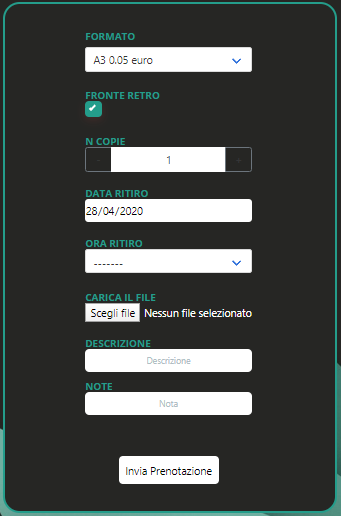 FORMATO
A3 0.05 euro
FRONTE RETRO
N COPIE
- 1 +
DATA RITIRO
28/04/2020
ORA RITIRO
-------
CARICA IL FILE
Scegli file Nessun file selezionato
DESCRIZIONE
Descrizione
NOTE
Nota
Invia Prenotazione